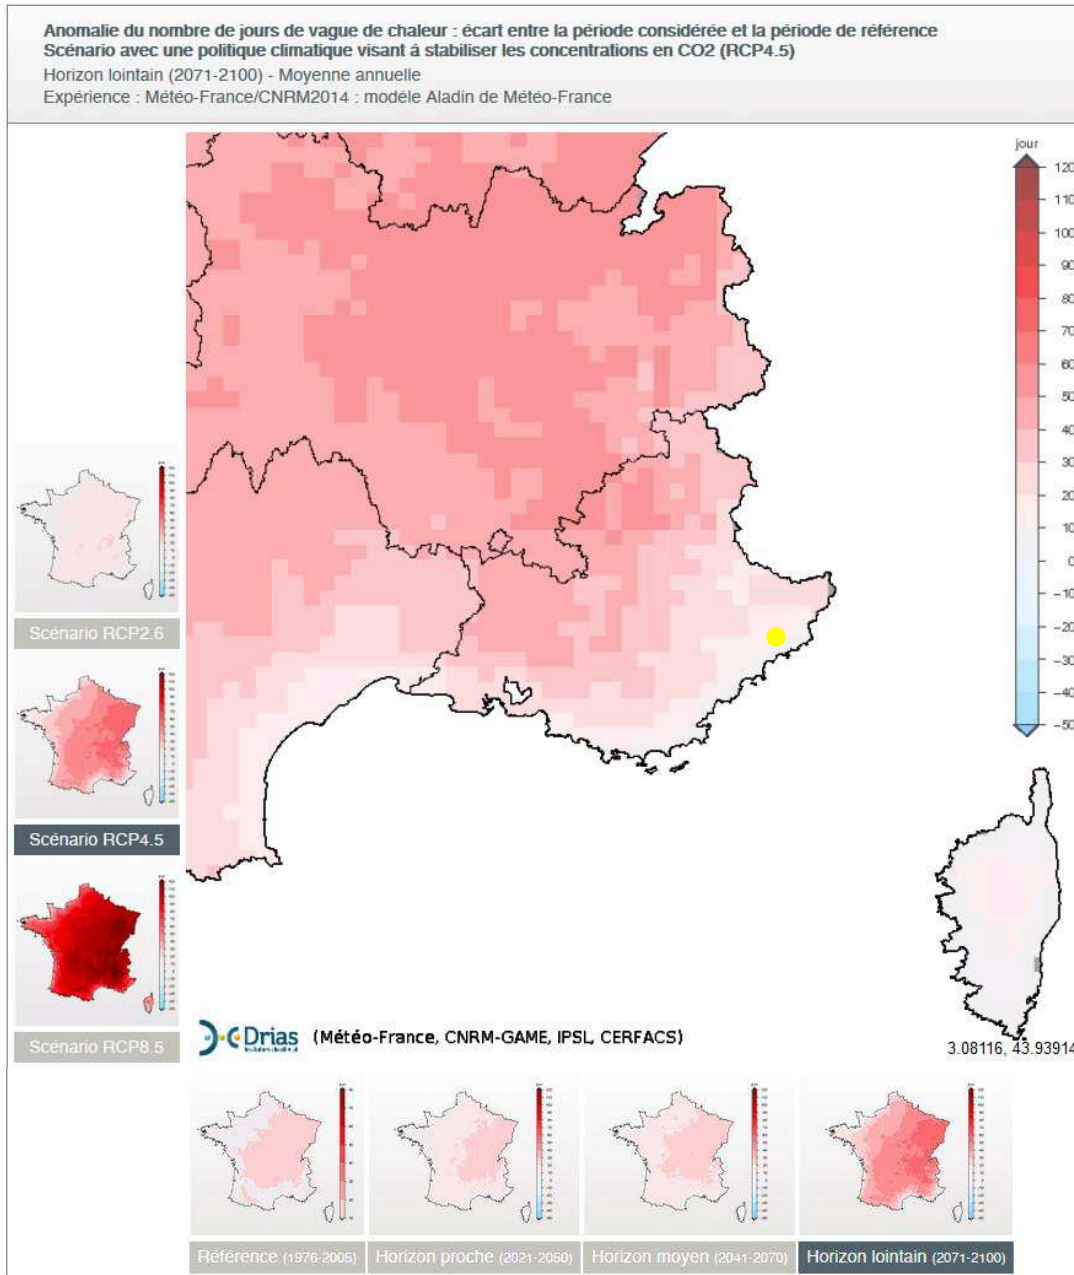 Anomalie du nombre de jours de vague de chaleur : écart entre la période considérée et la période de référence
Scénario avec une politique climatique visant à stabiliser les concentrations en CO2 (RCP4.5)
Horizon lointain (2071-2100) - Moyenne annuelle
Expérience : Météo-France/CNRM2014 : modèle Aladin de Météo-France
jour
120
110
100
90
80
70
60
50
40
30
20
10
0
−10
−20
−30
−40
−50
Scénario RCP2.6
Scénario RCP4.5
Scénario RCP8.5
Drias (Météo-France, CNRM-GAME, IPSL, CERFACS)
3.08116, 43.93914
Référence (1976-2005)
Horizon proche (2021-2050)
Horizon moyen (2041-2070)
Horizon lointain (2071-2100)